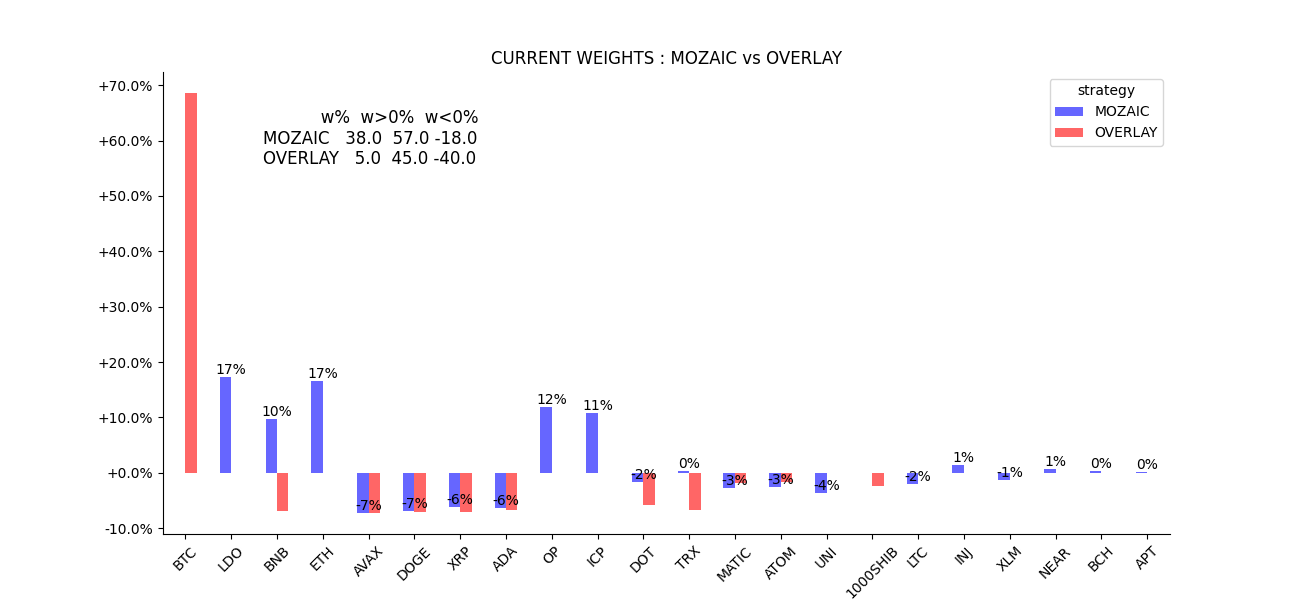 CURRENT WEIGHTS : MOZAIC vs OVERLAY
+70.0%
+60.0%
+50.0%
+40.0%
+30.0%
+20.0%
+10.0%
+0.0%
-10.0%
w% w>0% w<0%
MOZAIC 38.0 57.0 -18.0
OVERLAY 5.0 45.0 -40.0
strategy
MOZAIC
OVERLAY
17%
10%
17%
-7%
-7%
-6%
-6%
12%
11%
-2%
0%
-3%
-3%
-4%
-2%
1%
-1%
1%
0%
0%
BTC
LDO
BNB
ETH
AVAX
DOGE
XRP
ADA
OP
ICP
DOT
TRX
MATIC
ATOM
UNI
1000SHIB
LTC
INJ
XLM
NEAR
BCH
APT